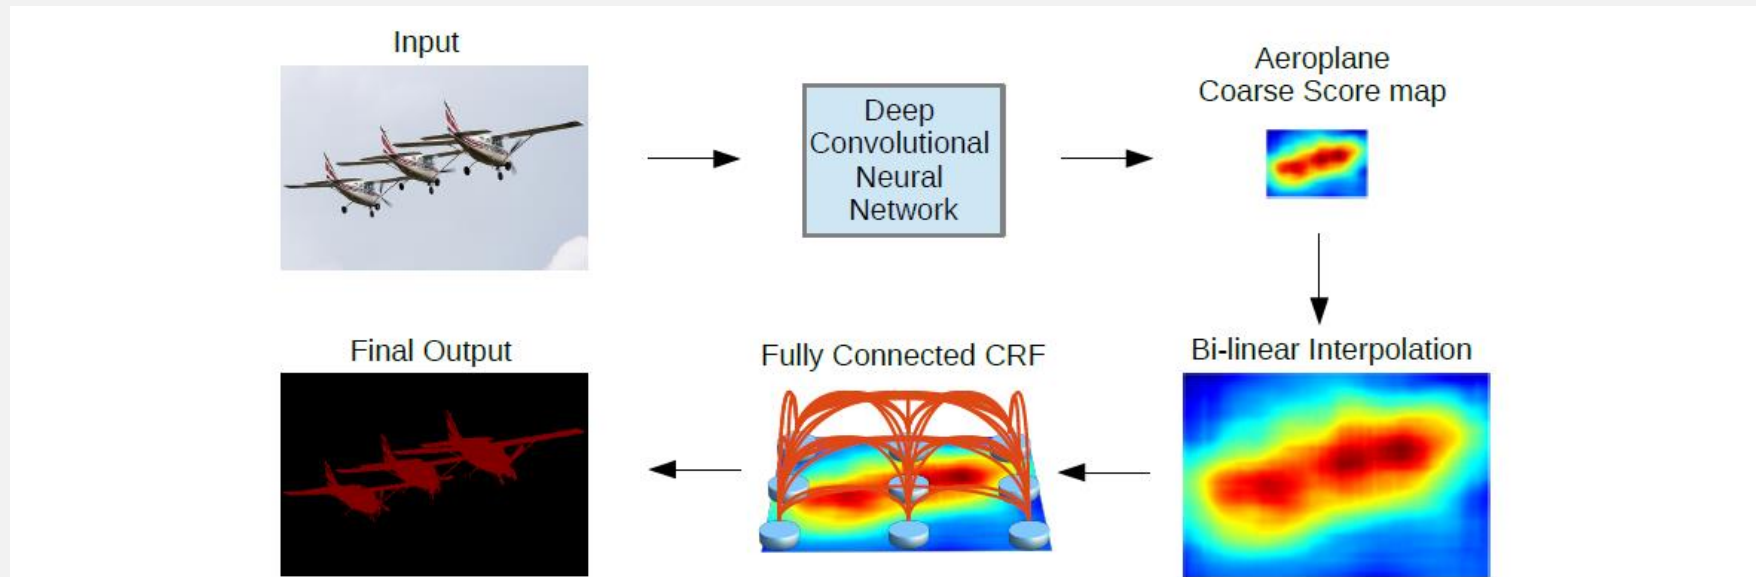 Input
Deep
Convolutional
Neural
Network
Aeroplane
Coarse Score map
Final Output
Fully Connected CRF
Bi-linear Interpolation